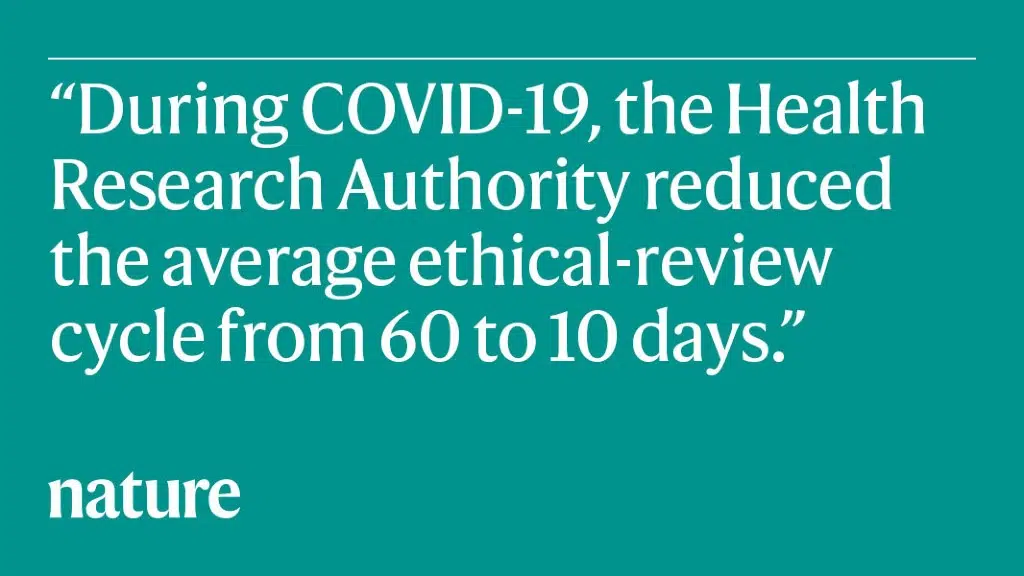 “During COVID-19, the Health
Research Authority reduced
the average ethical-review
cycle from 60 to 10 days.”
nature